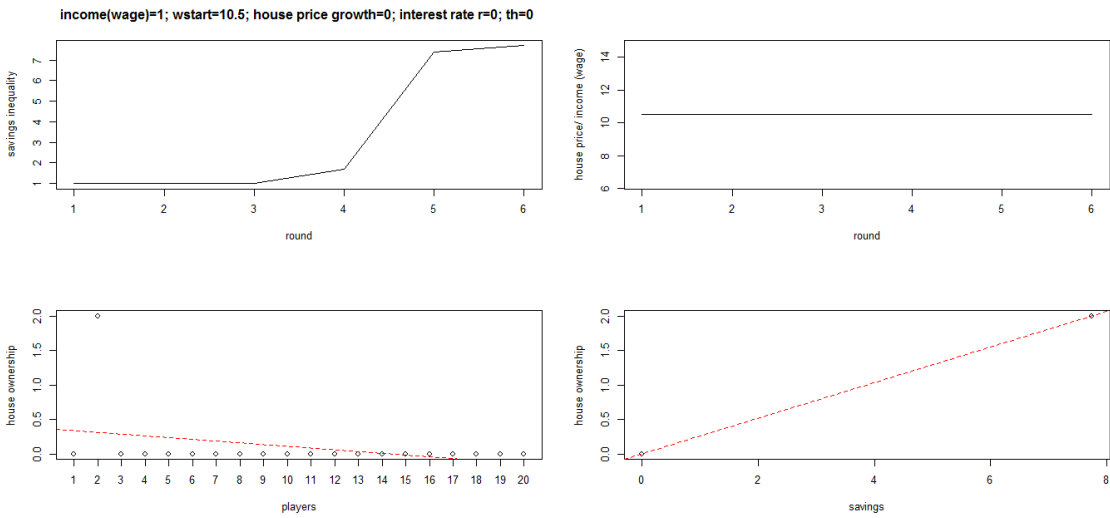 income(wage)=1; wstart=10.5; house price growth=0; interest rate r=0; th=0
savings inequality
7
6
5
4
3
2
1
1 2 3 4 5 6
round
house price/ income (wage)
14
12
10
8
6
1 2 3 4 5 6
round
house ownership
2.0
1.5
1.0
0.5
0.0
1 2 3 4 5 6 7 8 9 10 11 12 13 14 15 16 17 18 19 20
players
house ownership
2.0
1.5
1.0
0.5
0.0
0 2 4 6 8
savings